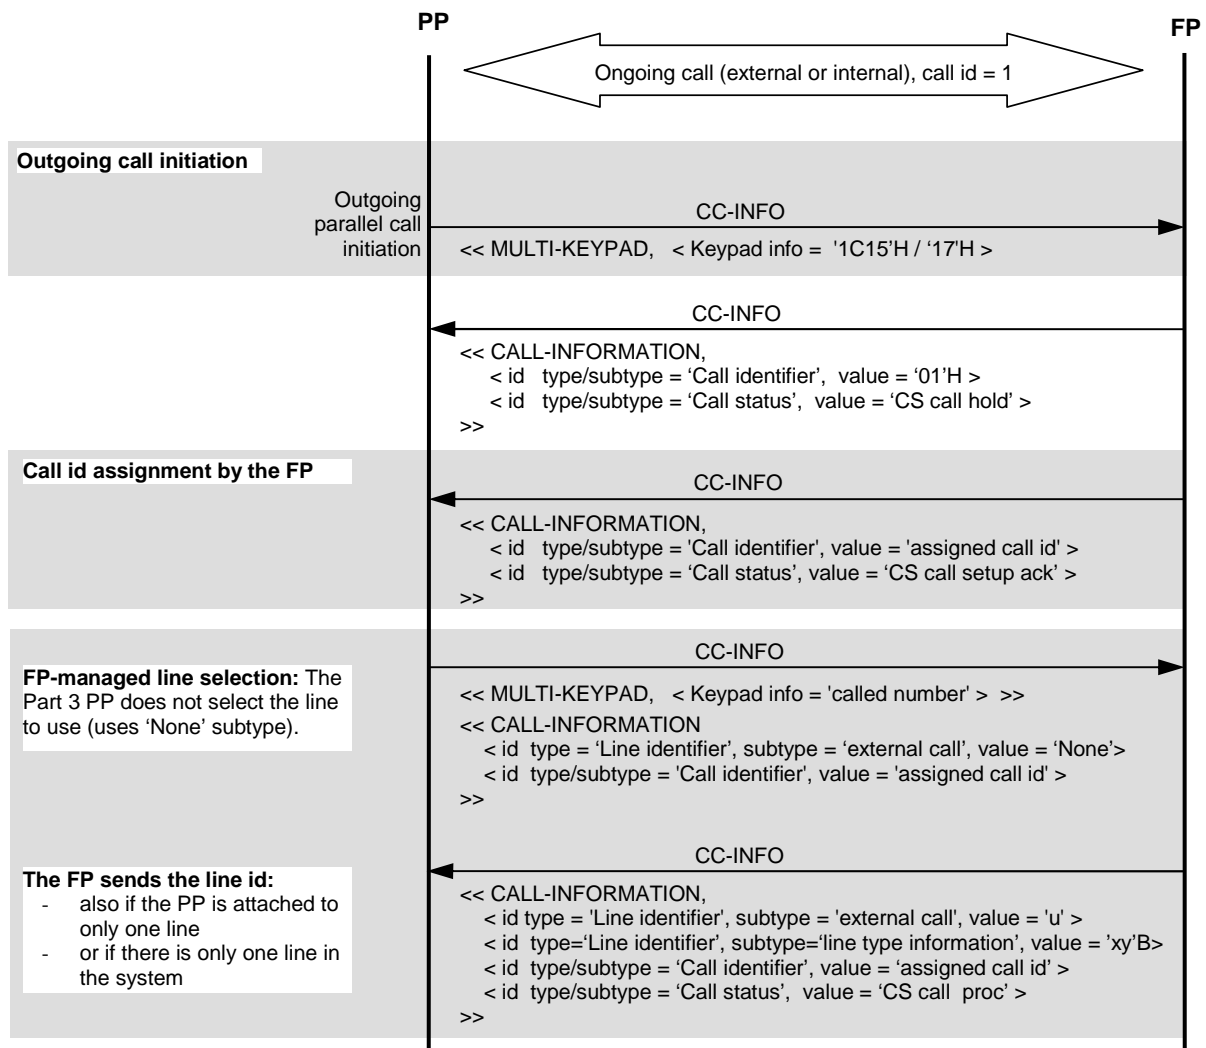 PP
FP
Ongoing call (external or internal), call id = 1
Outgoing call initiation
Outgoing
parallel call
initiation
CC-INFO
<< MULTI-KEYPAD, < Keypad info = '1C15’H / ‘17'H >
CC-INFO
<< CALL-INFORMATION,
< id type/subtype = ‘Call identifier’, value = ‘01’H >
< id type/subtype = ‘Call status’, value = ‘CS call hold’ >
>>
Call id assignment by the FP
CC-INFO
<< CALL-INFORMATION,
< id type/subtype = 'Call identifier', value = 'assigned call id' >
< id type/subtype = ‘Call status’, value = ‘CS call setup ack’ >
>>
FP-managed line selection: The
Part 3 PP does not select the line
to use (uses ‘None’ subtype).
CC-INFO
<< MULTI-KEYPAD, < Keypad info = 'called number' > >>
<< CALL-INFORMATION
< id type = ‘Line identifier’, subtype = ‘external call’, value = ‘None’>
< id type/subtype = 'Call identifier', value = 'assigned call id' >
>>
The FP sends the line id:
- also if the PP is attached to
only one line
- or if there is only one line in
the system
CC-INFO
<< CALL-INFORMATION,
< id type = 'Line identifier', subtype = 'external call', value = 'u' >
< id type=‘Line identifier’, subtype=‘line type information’, value = ’xy’B>
< id type/subtype = ‘Call identifier’, value = ‘assigned call id’ >
< id type/subtype = ‘Call status’, value = ‘CS call proc’ >
>>